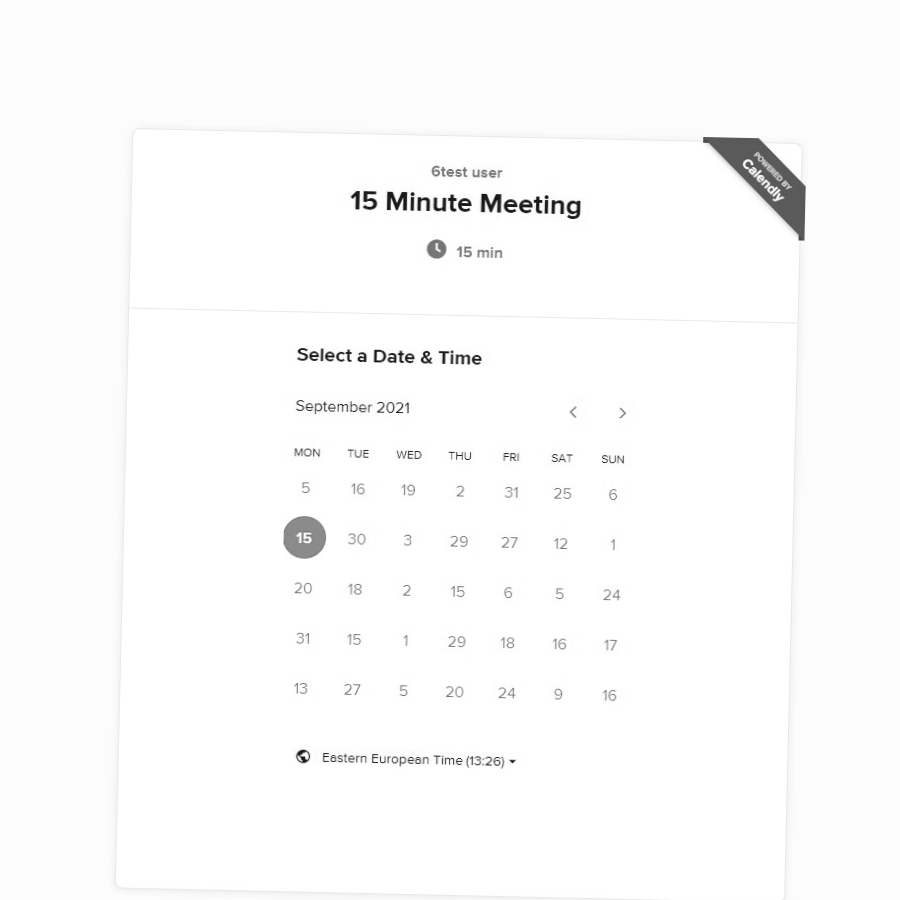 POWERED BY
Calendly
6test user
15 Minute Meeting
15 min
Select a Date & Time
September 2021
MON TUE WED THU FRI SAT SUN
5 16 19 2 31 25 6
15 30 3 29 27 12 1
20 18 2 15 6 5 24
31 15 1 29 18 16 17
13 27 5 20 24 9 16
Eastern European Time (13:26)